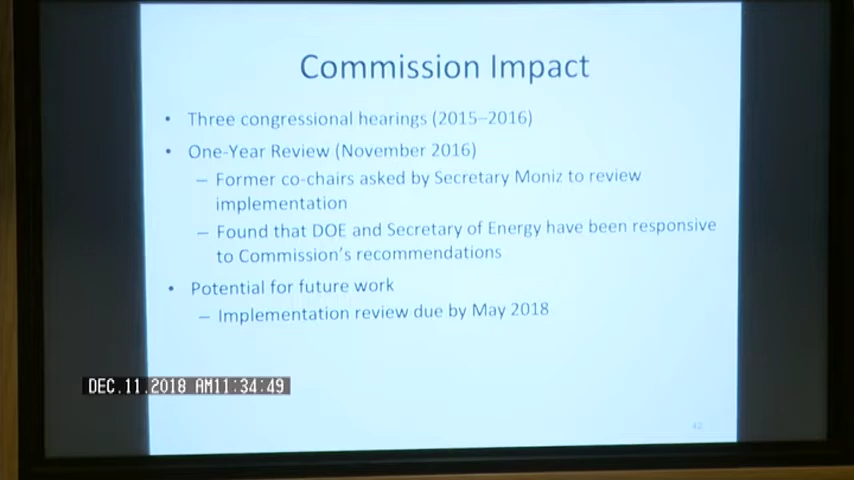 Commission Impact
• Three congressional hearings (2015–2016)
• One-Year Review (November 2016)
– Former co-chairs asked by Secretary Moniz to review
implementation
– Found that DOE and Secretary of Energy have been responsive
to Commission's recommendations
• Potential for future work
– Implementation review due by May 2018
DEC.11.2018 AM11:34:49
42